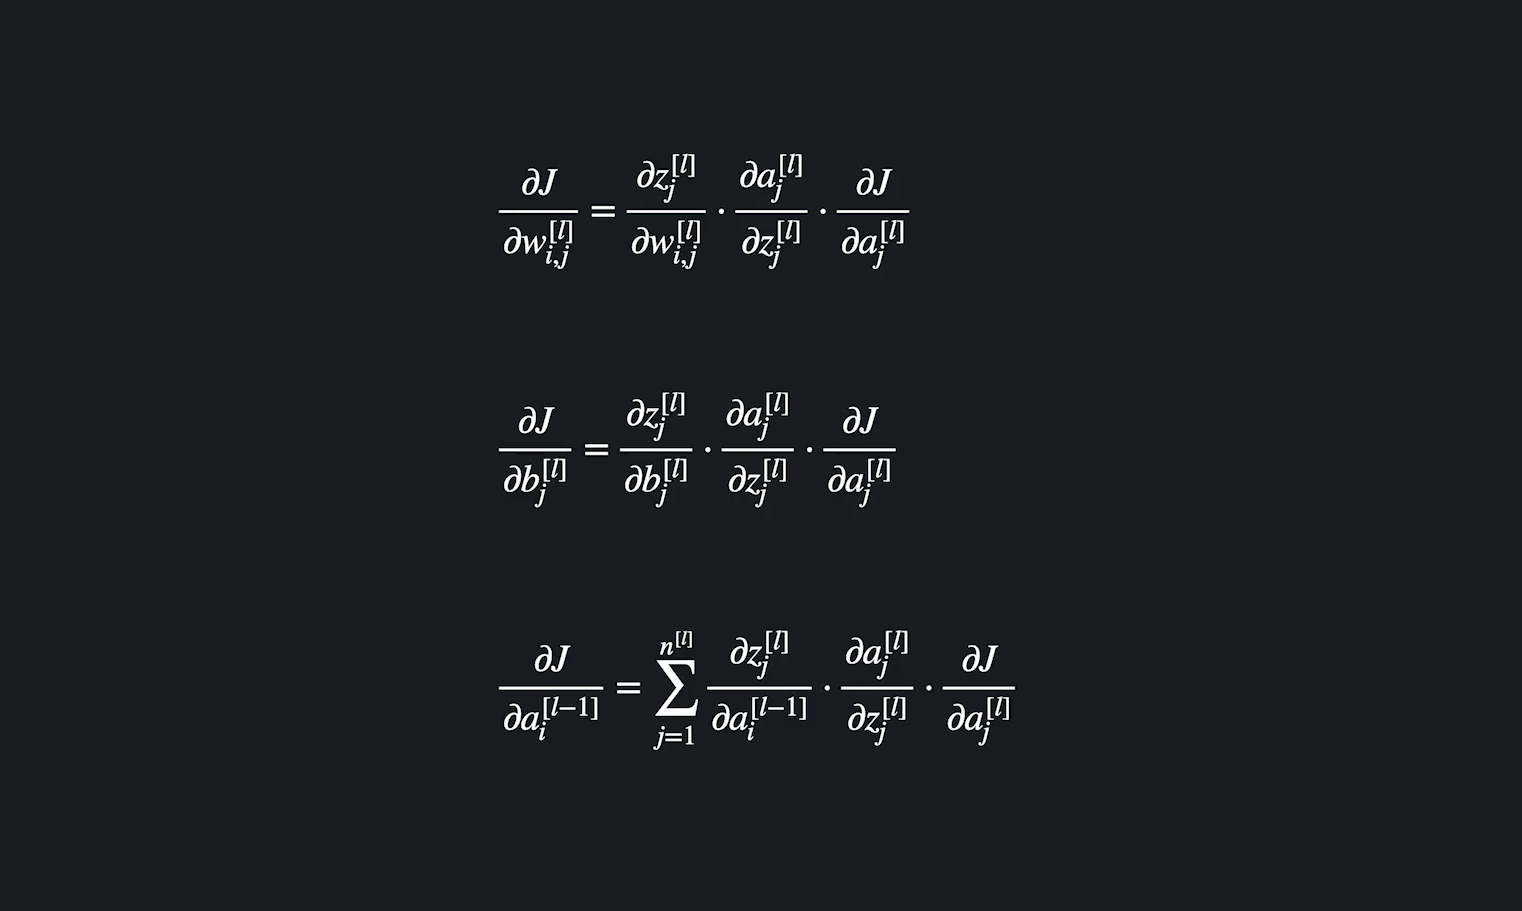 \frac{\partial J}{\partial w_{i,j}^{[l]}} = \frac{\partial z_j^{[l]}}{\partial w_{i,j}^{[l]}} \cdot \frac{\partial a_j^{[l]}}{\partial z_j^{[l]}} \cdot \frac{\partial J}{\partial a_j^{[l]}}
\frac{\partial J}{\partial b_j^{[l]}} = \frac{\partial z_j^{[l]}}{\partial b_j^{[l]}} \cdot \frac{\partial a_j^{[l]}}{\partial z_j^{[l]}} \cdot \frac{\partial J}{\partial a_j^{[l]}}
\frac{\partial J}{\partial a_i^{[l-1]}} = \sum_{j=1}^{n^{[l]}} \frac{\partial z_j^{[l]}}{\partial a_i^{[l-1]}} \cdot \frac{\partial a_j^{[l]}}{\partial z_j^{[l]}} \cdot \frac{\partial J}{\partial a_j^{[l]}}